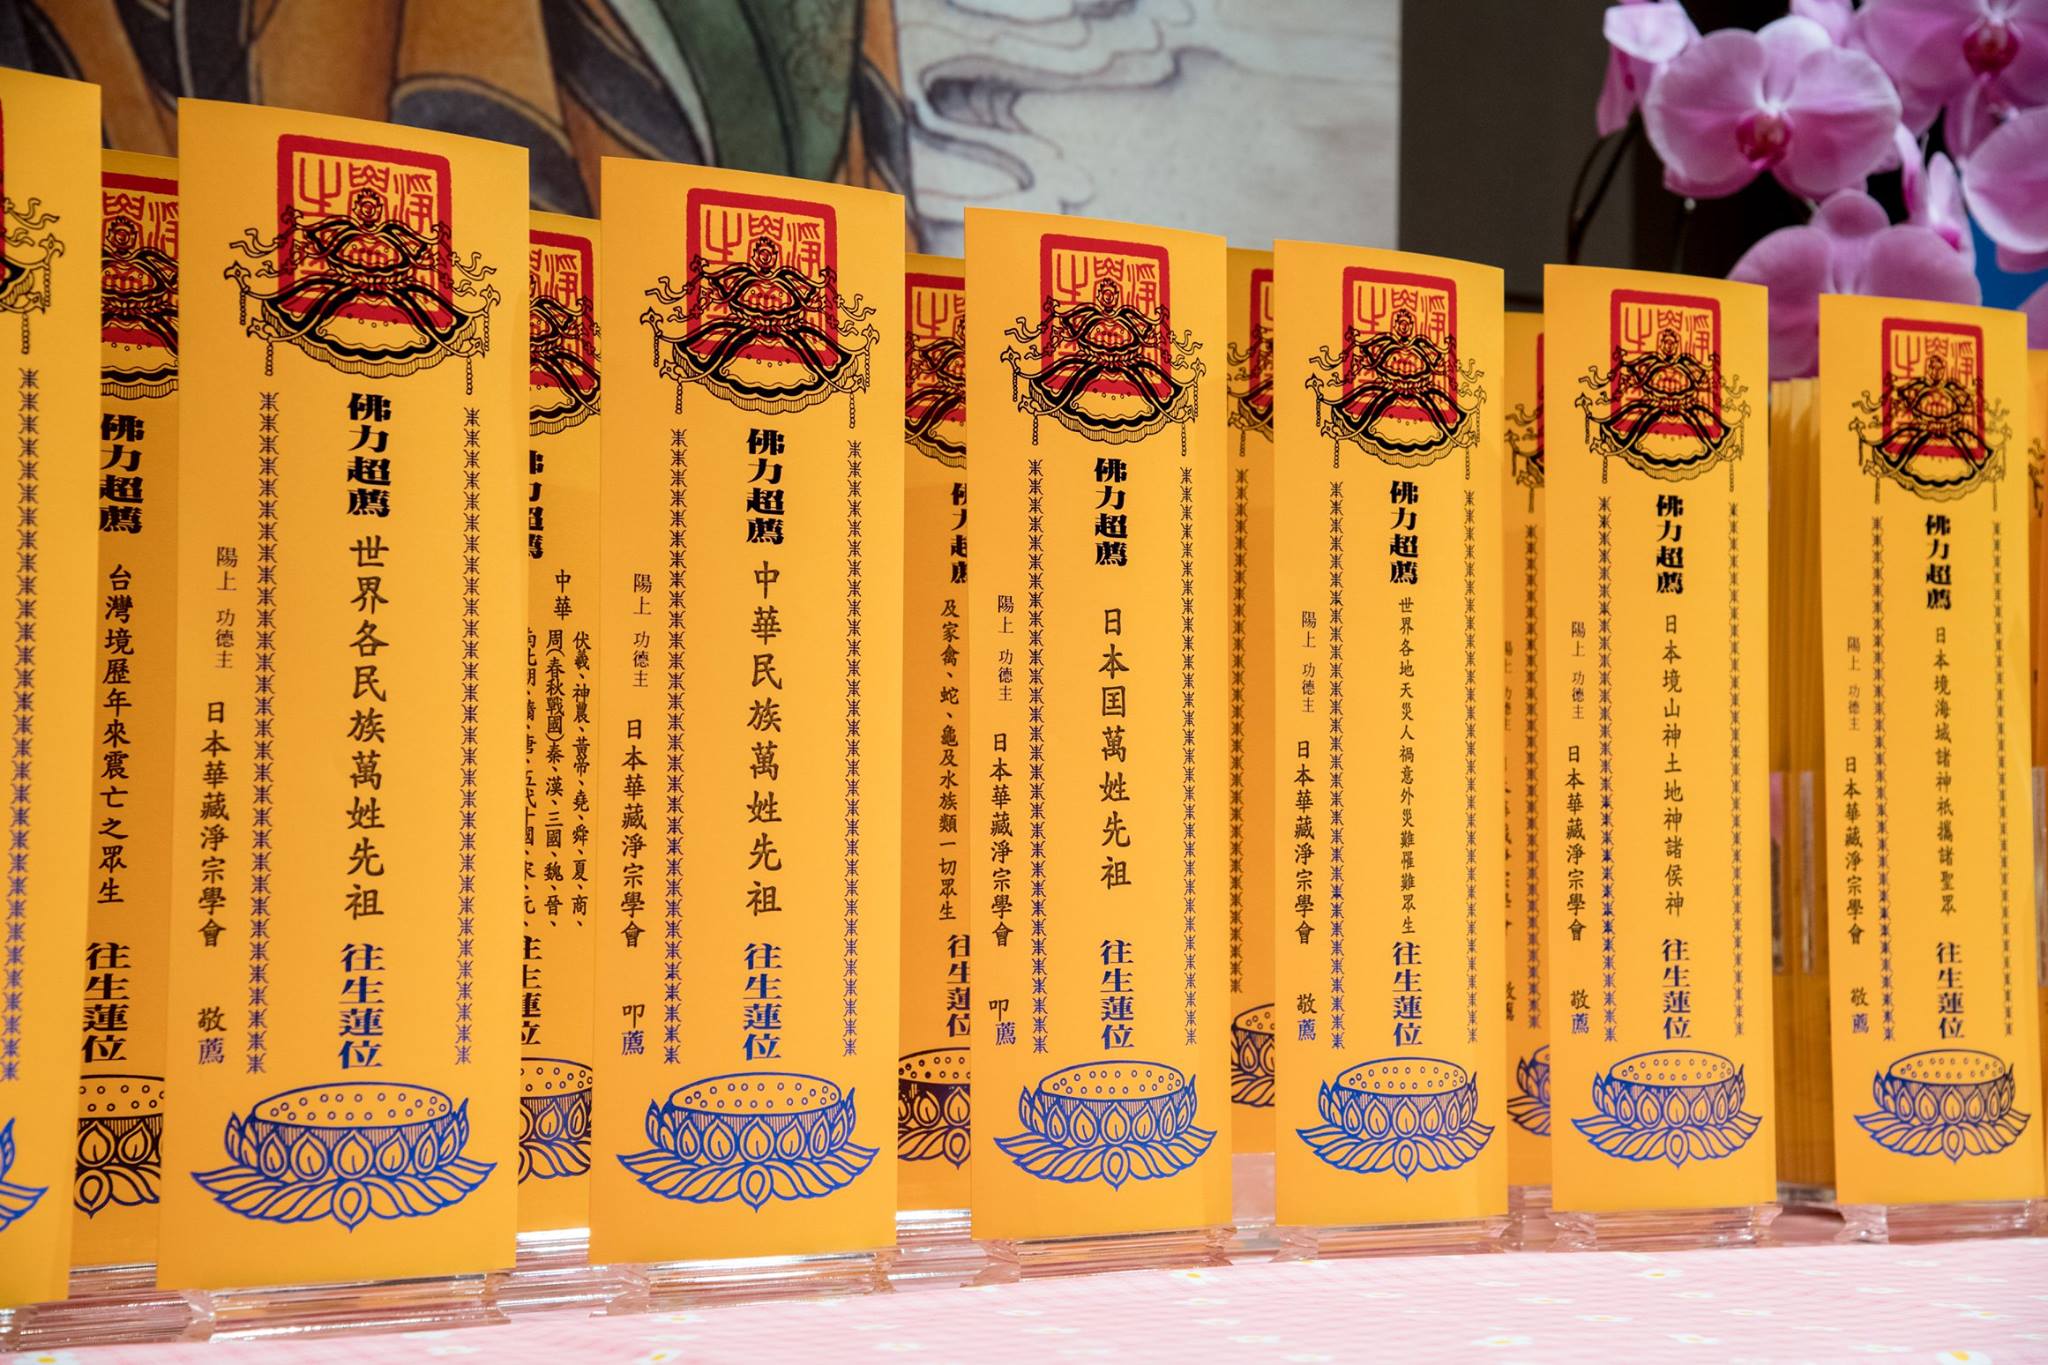 佛力超薦
台灣境歷年來震亡之眾生
往生蓮位
佛力超薦
世界各民族萬姓先祖
往生蓮位
陽上 功德主
日本華藏淨宗學會
敬薦
中華
伏羲、神農、黃帝、堯、舜、夏、商、
周(春秋戰國)秦、漢、三國、魏、晉、
佛力超薦
中華民族萬姓先祖
往生蓮位
陽上 功德主
日本華藏淨宗學會
叩薦
及家禽、蛇、龜及水族類一切眾生
佛力超薦
日本国萬姓先祖
往生蓮位
陽上 功德主
日本華藏淨宗學會
叩薦
佛力超薦
世界各地天災人禍意外災難罹難眾生
往生蓮位
陽上 功德主
日本華藏淨宗學會
敬薦
佛力超薦
日本境山神土地神諸侯神
往生蓮位
陽上 功德主
日本華藏淨宗學會
敬薦
佛力超薦
日本境海域諸神祇攜諸聖眾
往生蓮位
陽上 功德主
日本華藏淨宗學會
敬薦